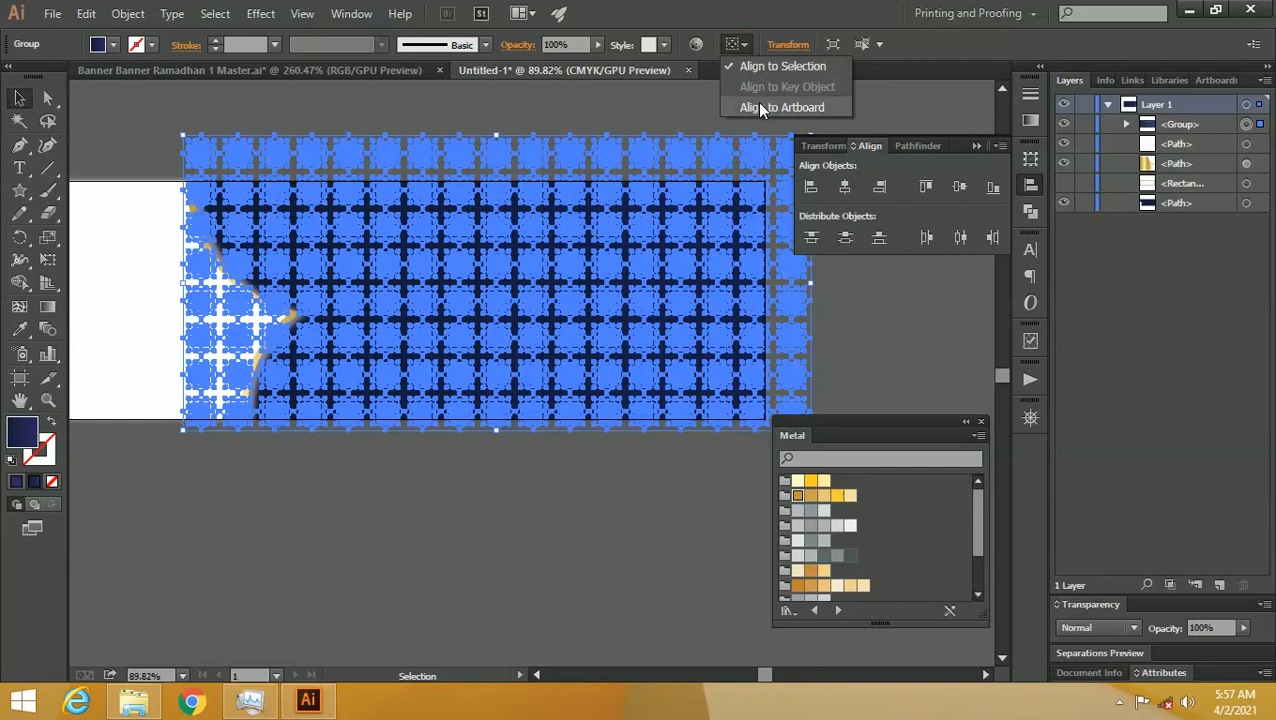 Ai File Edit Object Type Select Effect View Window Help Br St Printing and Proofing
Group Stroke: Basic Opacity: 100% Style: Transform
Banner Banner Ramadhan 1 Master.ai* @ 260.47% (RGB/GPU Preview) × Untitled-1* @ 89.82% (CMYK/GPU Preview) ×
Align to Selection
Align to Key Object
Align to Artboard
Layers Info Links Libraries Artboards
Layer 1
<Group>
<Path>
<Path>
<Rectan...
<Path>
Transform Align Pathfinder
Align Objects:
Distribute Objects:
Metal
1 Layer
Transparency
Normal Opacity: 100%
Separations Preview
Document Info Attributes
89.82% 1 Selection
Ai
5:57 AM
4/2/2021